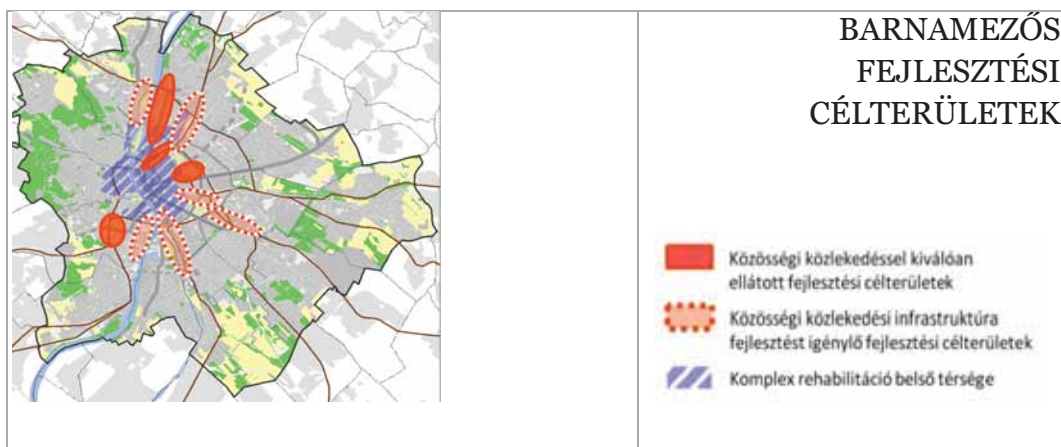 BARNAMEZŐS
FEJLESZTÉSI
CÉLTERÜLETEK
Közösségi közlekedéssel kiválóan
ellátott fejlesztési célterületek
Közösségi közlekedési infrastruktúra
fejlesztést igénylő fejlesztési célterületek
Komplex rehabilitáció belső térsége